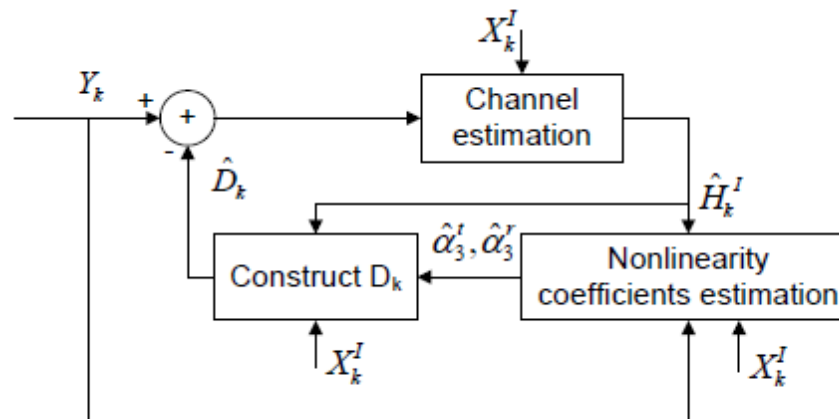 X_k^I
Y_k
+
+
-
Channel
estimation
D̂_k
Ĥ_k^I
α̂_3^t, α̂_3^r
Construct D_k
Nonlinearity
coefficients estimation
X_k^I
X_k^I